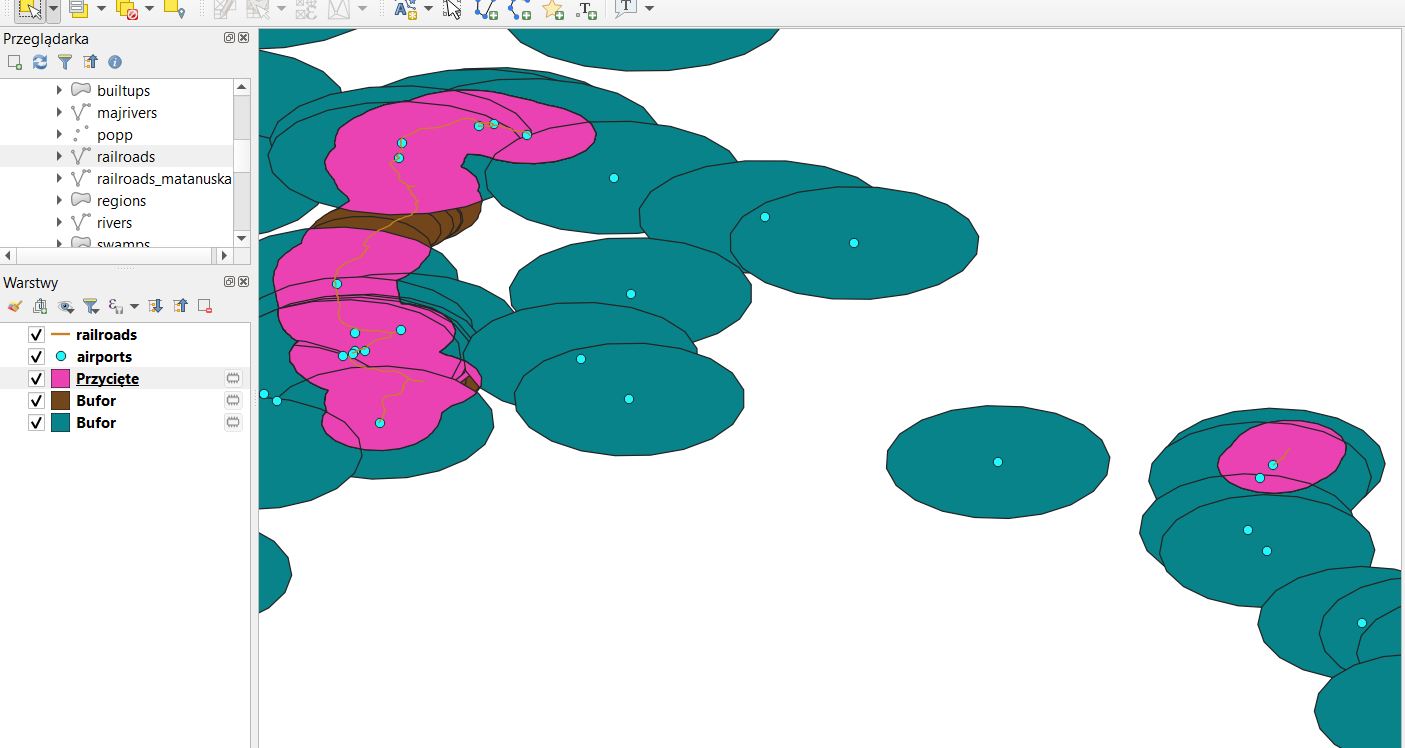 Przeglądarka
builtups
majrivers
popp
railroads
railroads_matanuska
regions
rivers
swamps
Warstwy
railroads
airports
Przycięte
Bufor
Bufor